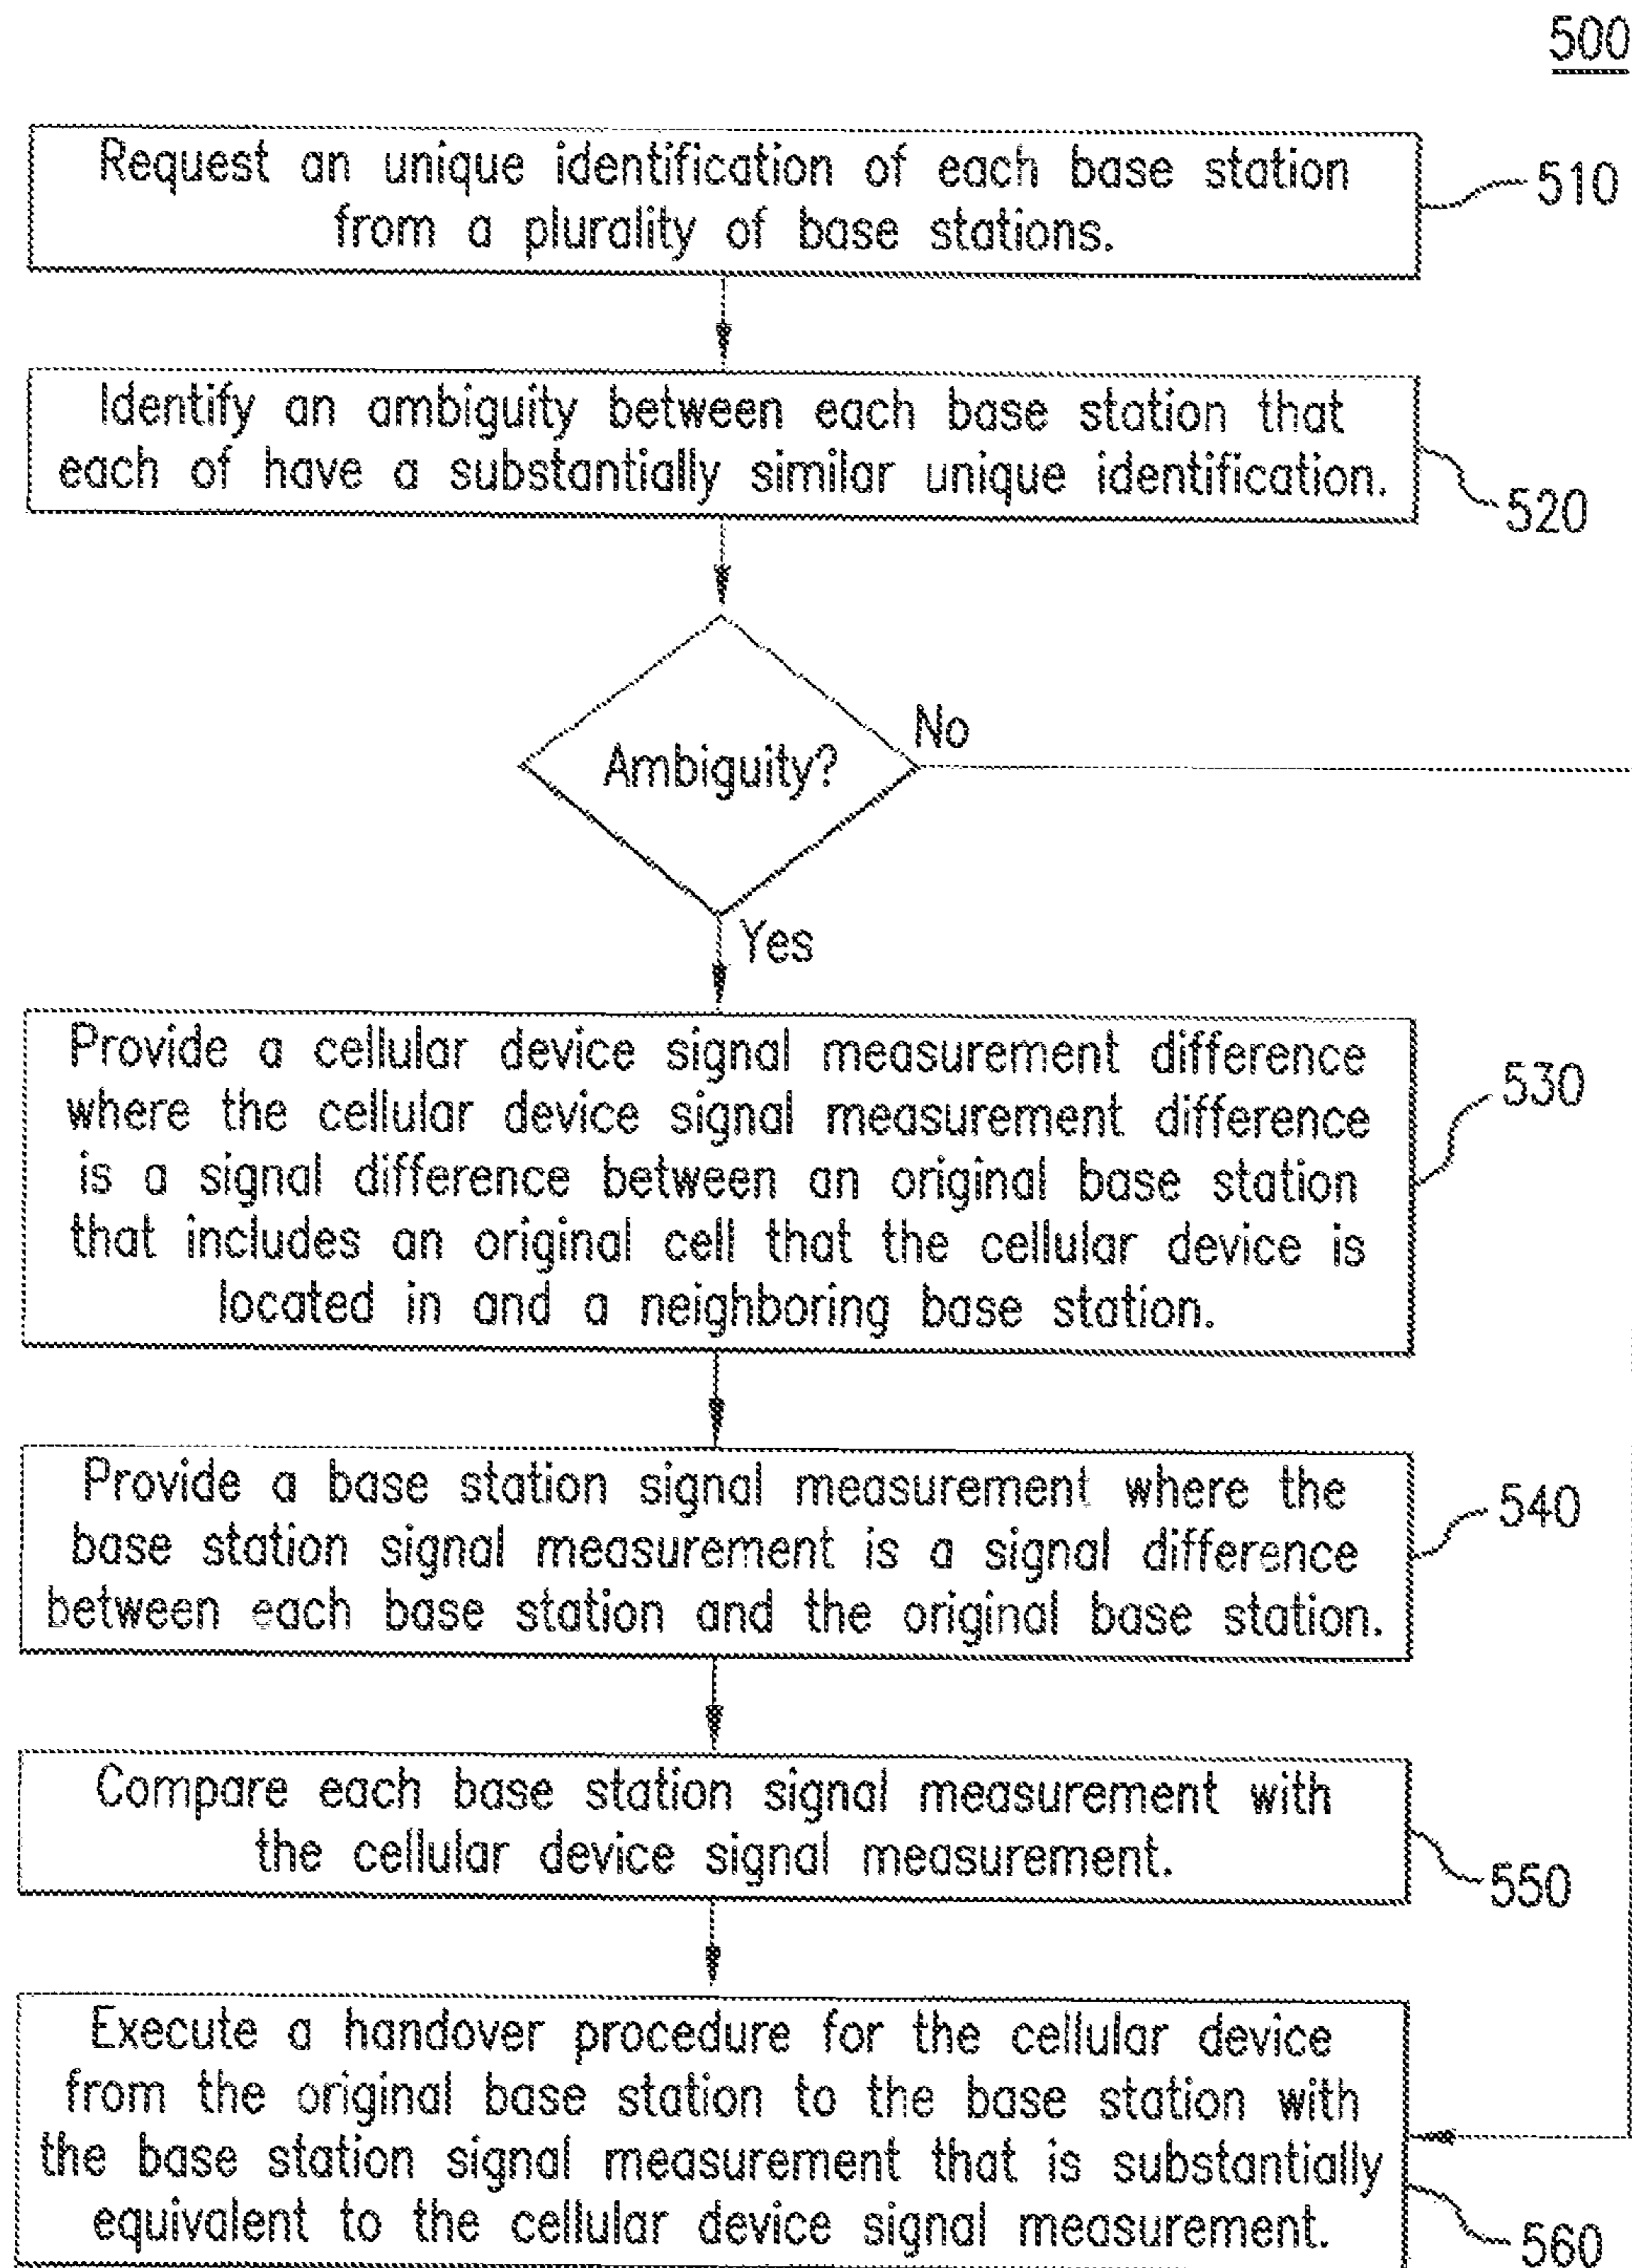 500
Request an unique identification of each base station
from a plurality of base stations.
510
Identify an ambiguity between each base station that
each of have a substantially similar unique identification.
520
Ambiguity?
No
Yes
Provide a cellular device signal measurement difference
where the cellular device signal measurement difference
is a signal difference between an original base station
that includes an original cell that the cellular device is
located in and a neighboring base station.
530
Provide a base station signal measurement where the
base station signal measurement is a signal difference
between each base station and the original base station.
540
Compare each base station signal measurement with
the cellular device signal measurement.
550
Execute a handover procedure for the cellular device
from the original base station to the base station with
the base station signal measurement that is substantially
equivalent to the cellular device signal measurement.
560